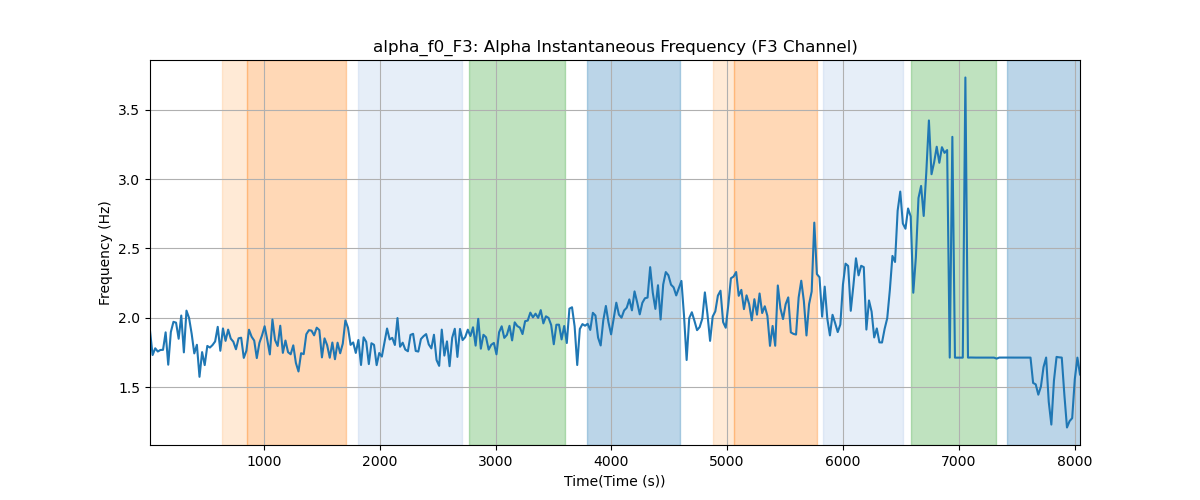 alpha_f0_F3: Alpha Instantaneous Frequency (F3 Channel)
Frequency (Hz)
3.5
3.0
2.5
2.0
1.5
1000 2000 3000 4000 5000 6000 7000 8000
Time(Time (s))